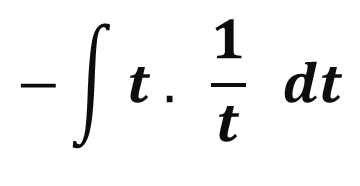 − ∫ t . 1/t dt